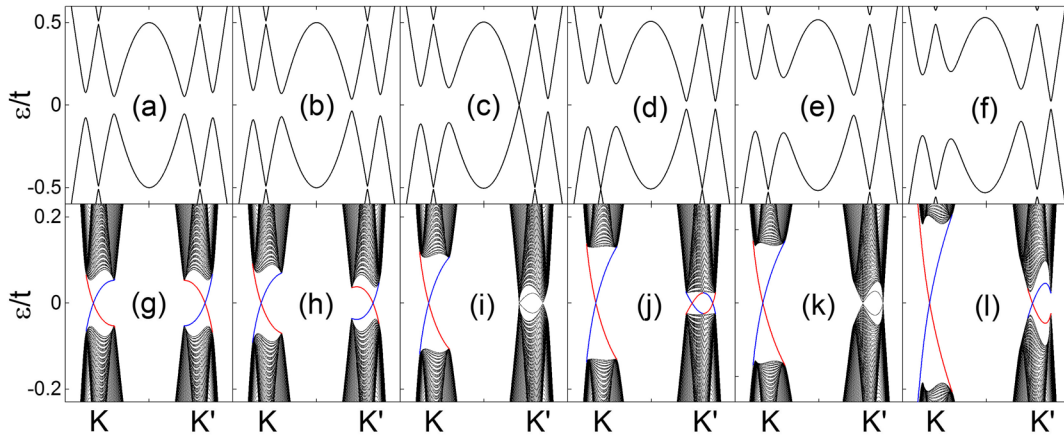 0.5
ε/t
0
-0.5
(a) (b) (c) (d) (e) (f)
0.2
ε/t
0
-0.2
(g) (h) (i) (j) (k) (l)
K K' K K' K K' K K' K K' K K'